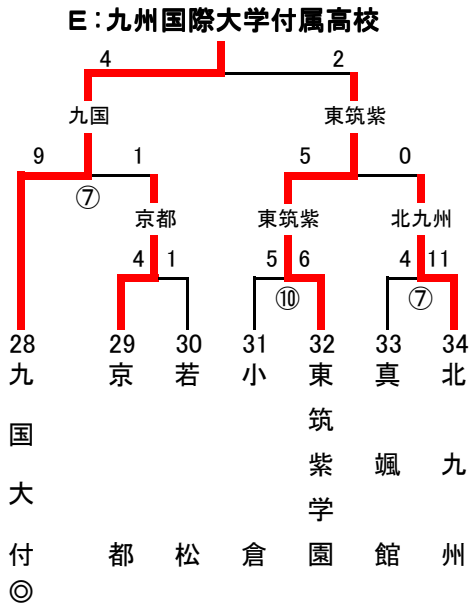 E:九州国際大学付属高校
4 2
九国 東筑紫
9 1 5 0
⑦
京都 東筑紫 北九州
4 1 5 6 4 11
⑩ ⑦
28 29 30 31 32 33 34
九国大付◎
京都
若松
小倉
東筑紫学園
真颯館
北九州